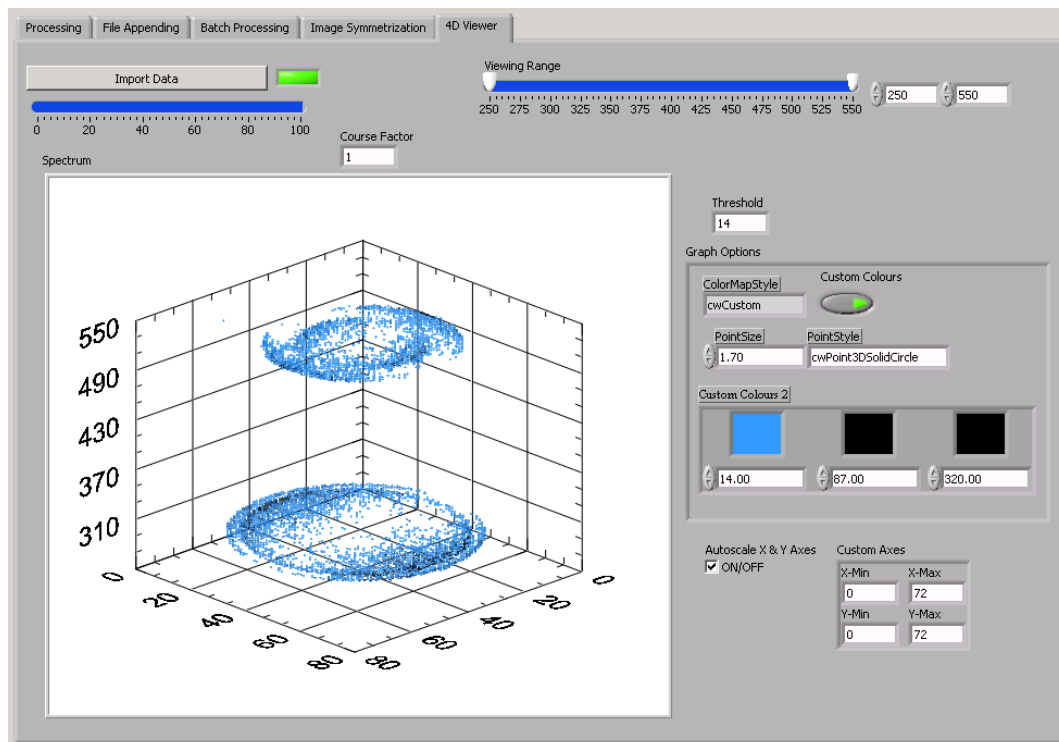 Processing File Appending Batch Processing Image Symmetrization 4D Viewer
Import Data
0 20 40 60 80 100
Viewing Range
250 275 300 325 350 375 400 425 450 475 500 525 550
250 550
Course Factor
1
Spectrum
550
490
430
370
310
0 20 40 60 80
80 60 40 20 0
Threshold
14
Graph Options
ColorMapStyle
cwCustom
Custom Colours
PointSize
1.70
PointStyle
cwPoint3DSolidCircle
Custom Colours 2
14.00 87.00 320.00
Autoscale X & Y Axes
ON/OFF
Custom Axes
X-Min X-Max
0 72
Y-Min Y-Max
0 72